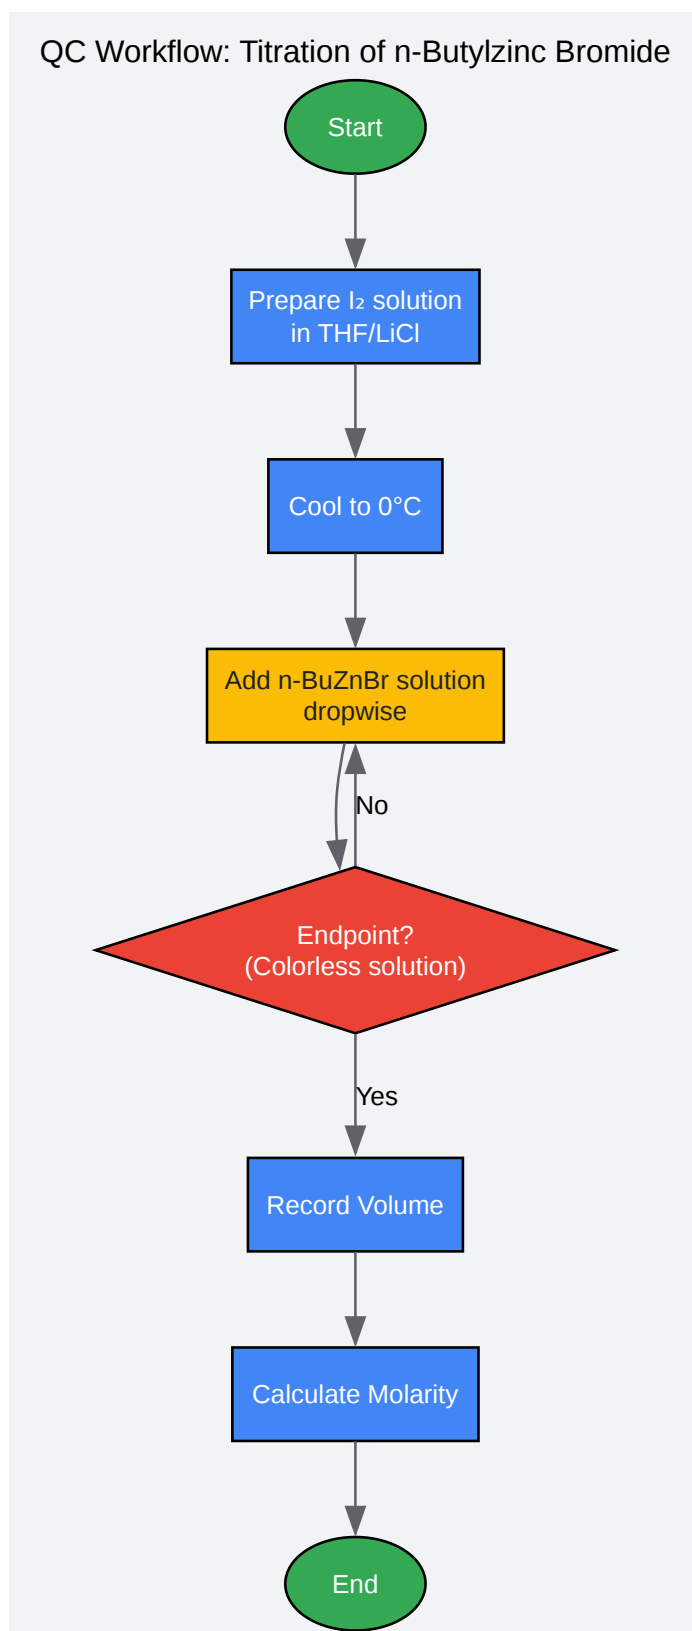 QC Workflow: Titration of n-Butylzinc Bromide
Start
Prepare I₂ solution
in THF/LiCl
Cool to 0°C
Add n-BuZnBr solution
dropwise
No
Endpoint?
(Colorless solution)
Yes
Record Volume
Calculate Molarity
End